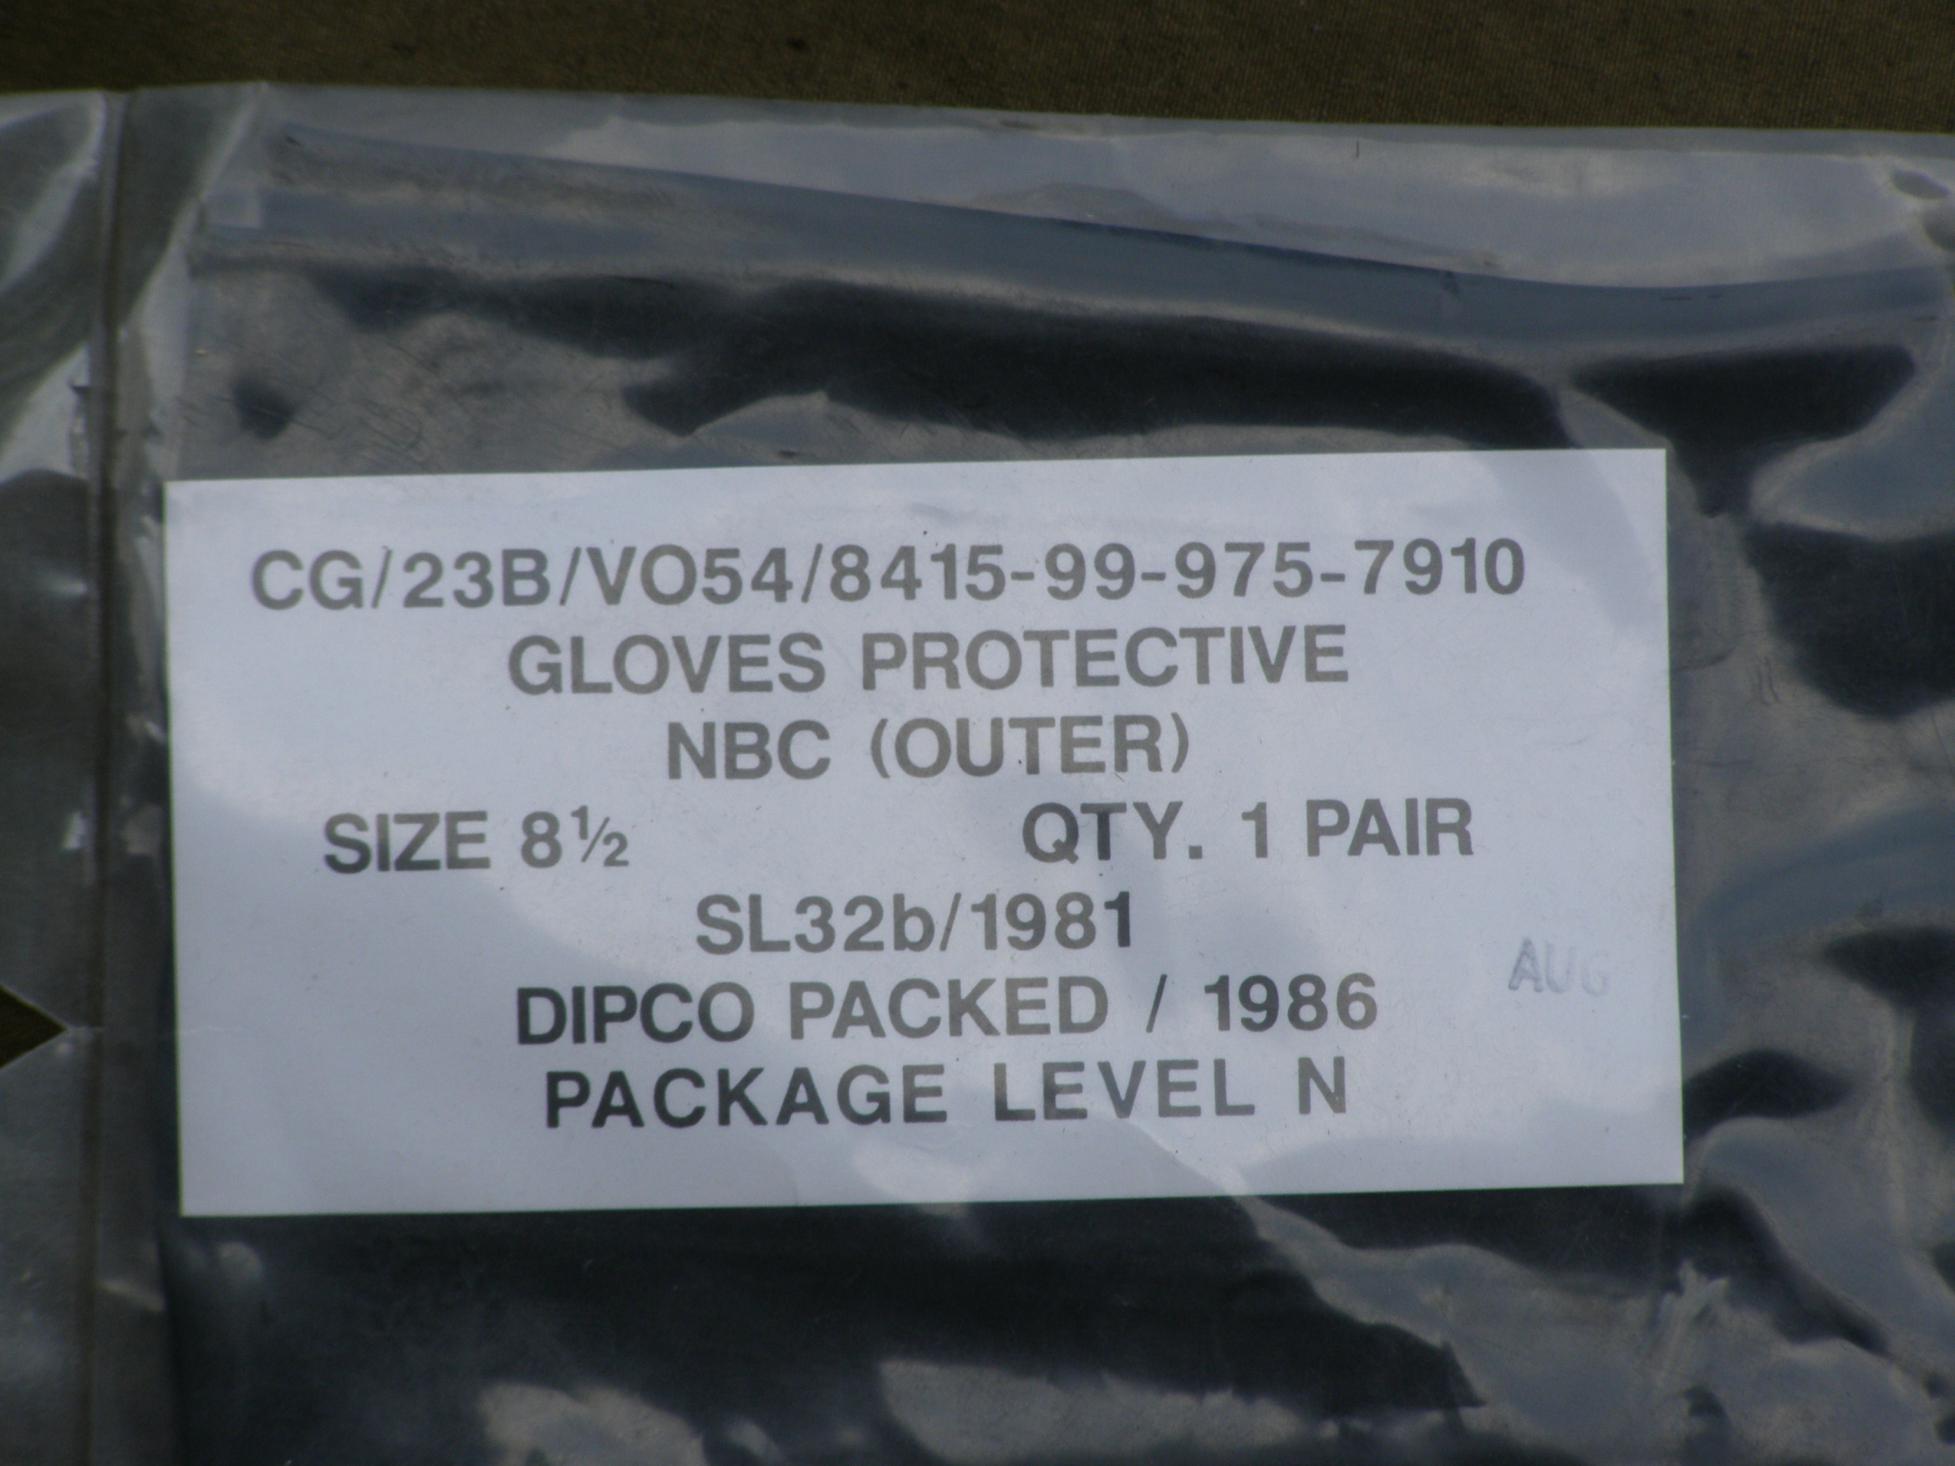 CG/23B/VO54/8415-99-975-7910
GLOVES PROTECTIVE
NBC (OUTER)
SIZE 8½ QTY. 1 PAIR
SL32b/1981
AUG
DIPCO PACKED / 1986
PACKAGE LEVEL N